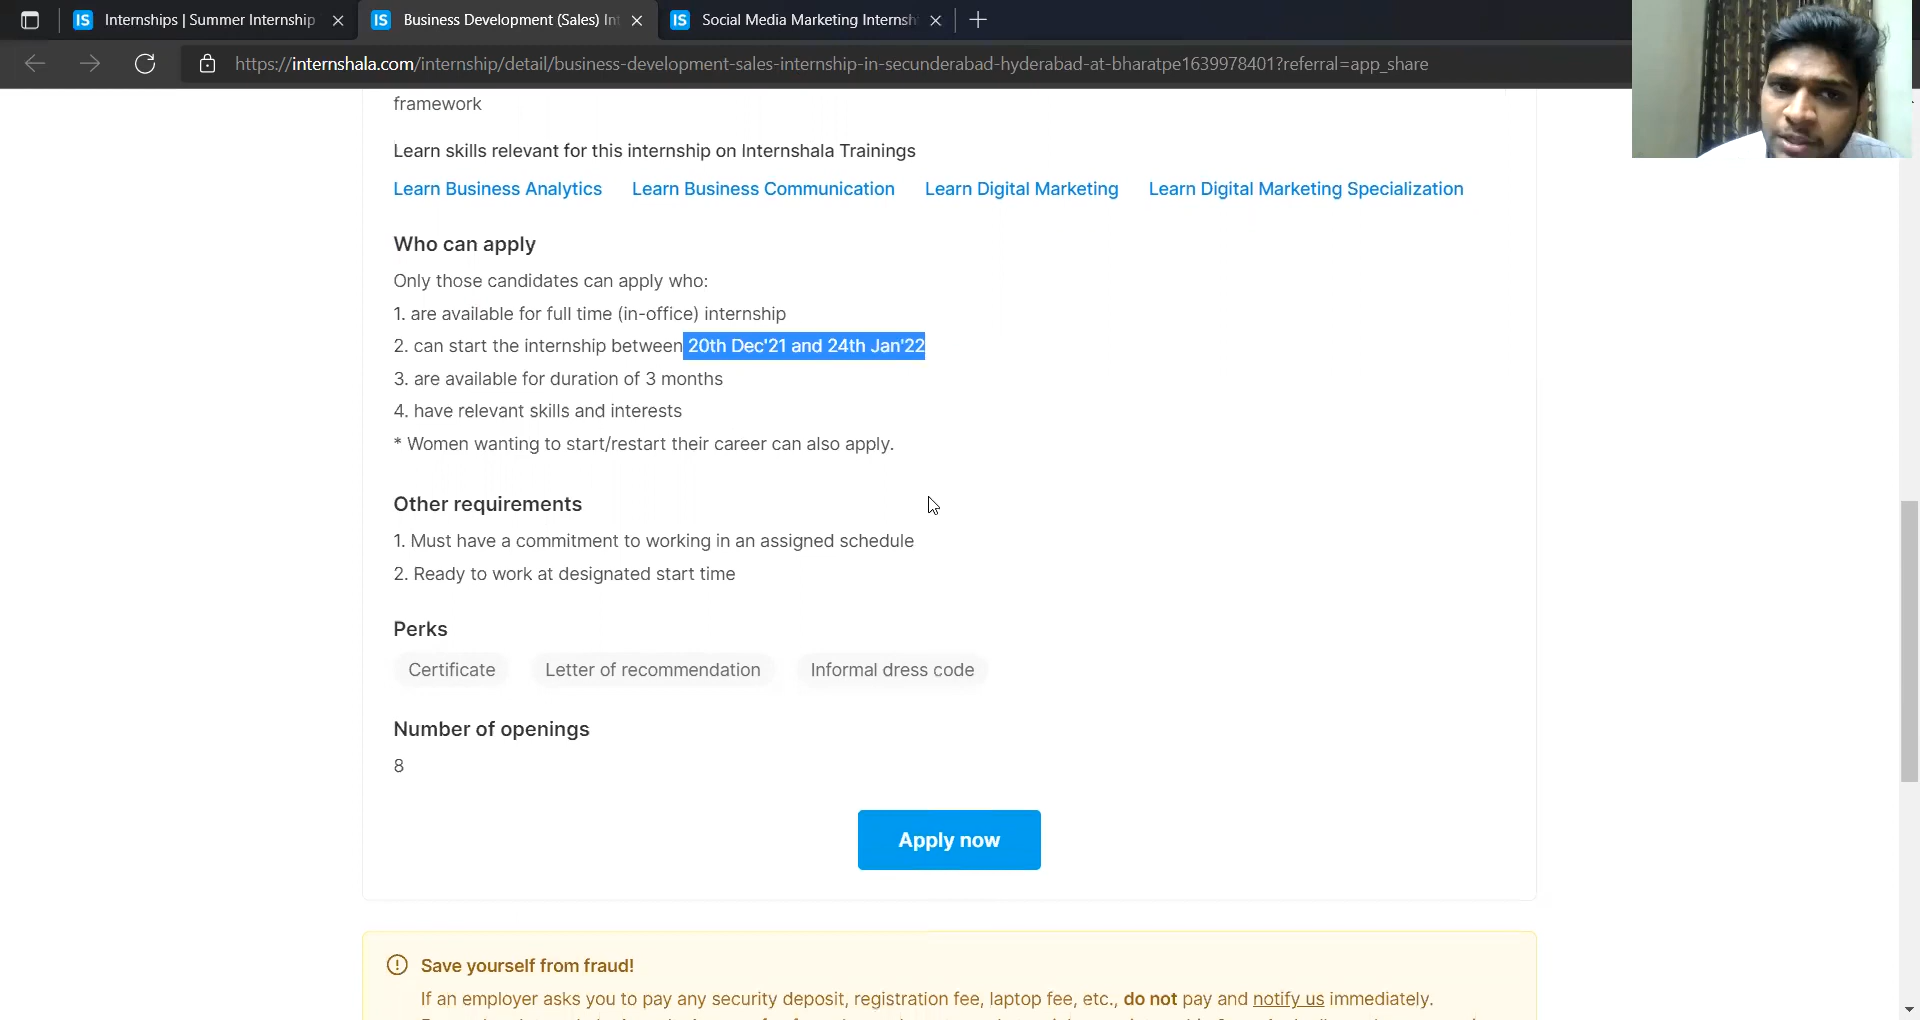 Internships | Summer Internship
Business Development (Sales) In
Social Media Marketing Internsh
https://internshala.com/internship/detail/business-development-sales-internship-in-secunderabad-hyderabad-at-bharatpe1639978401?referral=app_share
framework
Learn skills relevant for this internship on Internshala Trainings
Learn Business Analytics Learn Business Communication Learn Digital Marketing Learn Digital Marketing Specialization
Who can apply
Only those candidates can apply who:
1. are available for full time (in-office) internship
2. can start the internship between 20th Dec'21 and 24th Jan'22
3. are available for duration of 3 months
4. have relevant skills and interests
* Women wanting to start/restart their career can also apply.
Other requirements
1. Must have a commitment to working in an assigned schedule
2. Ready to work at designated start time
Perks
Certificate Letter of recommendation Informal dress code
Number of openings
8
Apply now
Save yourself from fraud!
If an employer asks you to pay any security deposit, registration fee, laptop fee, etc., do not pay and notify us immediately.